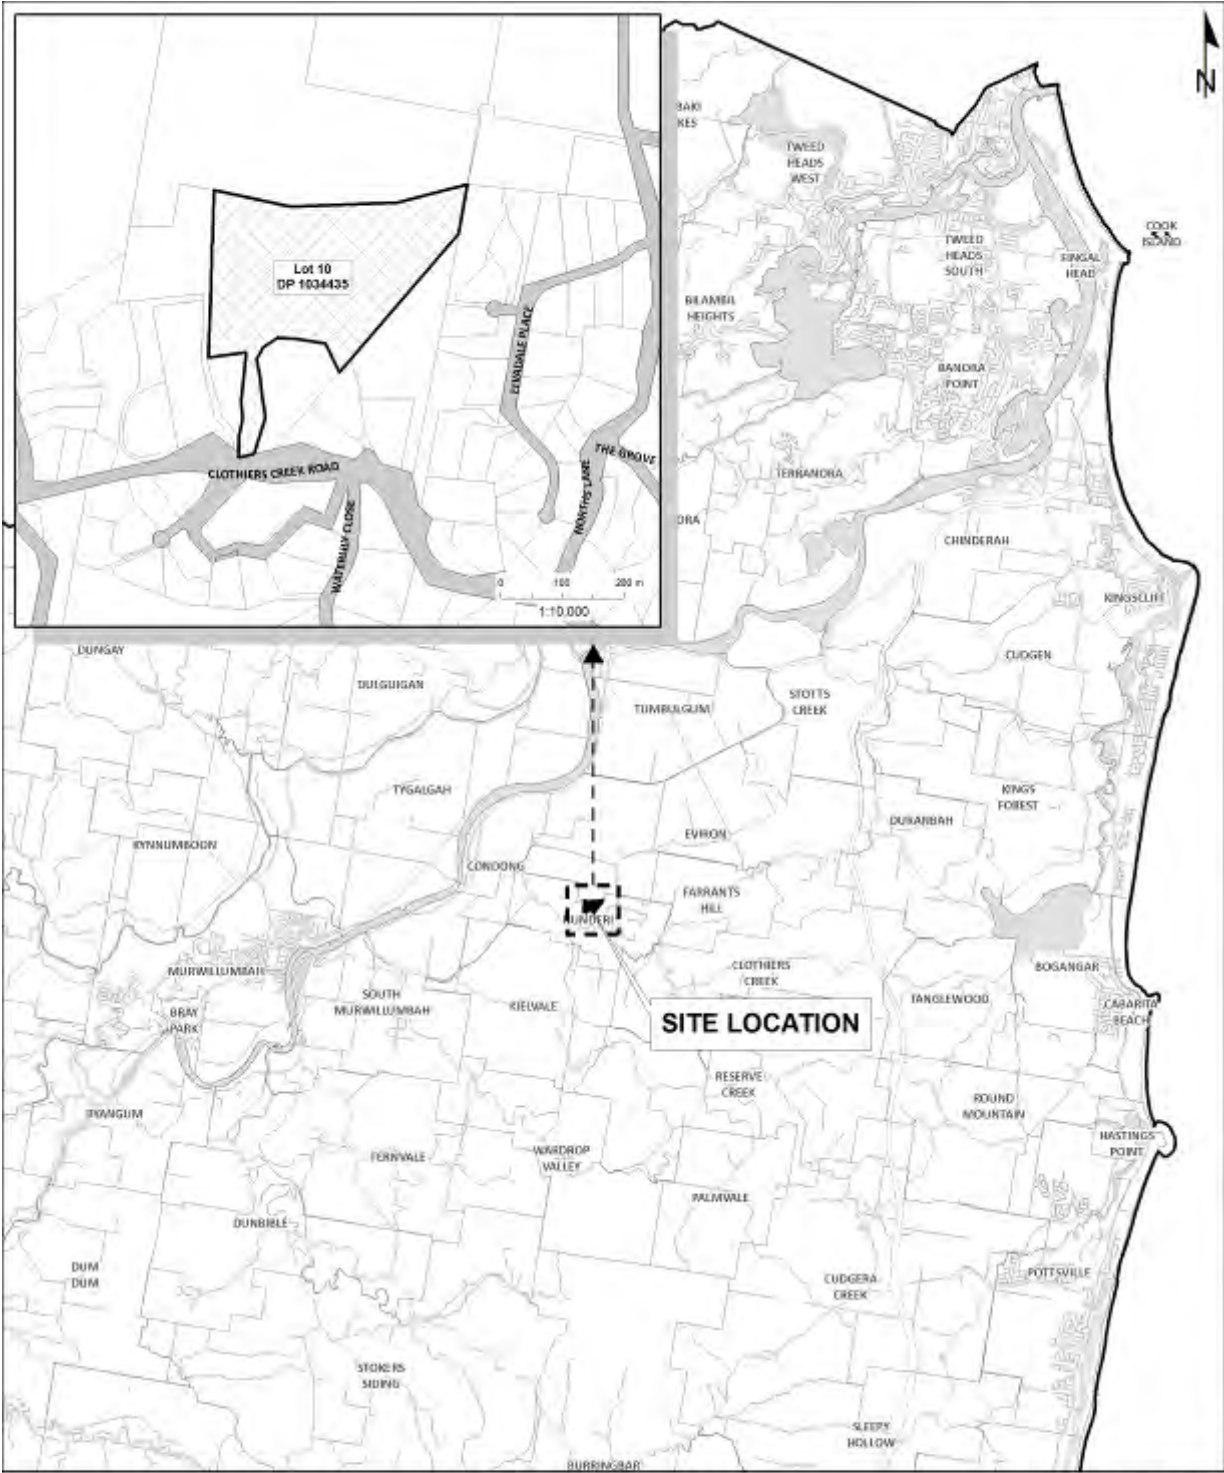 N
Lot 10
DP 1034435
CLOTHIERS CREEK ROAD
WATERLILY CLOSE
ELVADALE PLACE
NORTHS LANE
THE GROVE
0 100 200 m
1:10,000
TWEED
HEADS
WEST
COOK
ISLAND
TWEED
HEADS
SOUTH
FINGAL
HEAD
BILAMBIL
HEIGHTS
BANORA
POINT
TERRANORA
ORA
CHINDERAH
KINGSCLIFF
CUDGEN
DUNGAY
DULGUIGAN
TUMBULGUM
STOTTS
CREEK
TYGALGAH
KINGS
FOREST
DURANBAH
EVIRON
KYNNUMBOON
CONDONG
FARRANTS
HILL
NUNDERI
CLOTHIERS
CREEK
BOGANGAR
MURWILLUMBAH
SOUTH
MURWILLUMBAH
KIELVALE
TANGLEWOOD
CABARITA
BEACH
BRAY
PARK
SITE LOCATION
RESERVE
CREEK
ROUND
MOUNTAIN
BYANGUM
HASTINGS
POINT
FERNVALE
WARDROP
VALLEY
PALMVALE
DUNBIBLE
DUM
DUM
CUDGERA
CREEK
POTTSVILLE
STOKERS
SIDING
SLEEPY
HOLLOW
BURRINGBAR